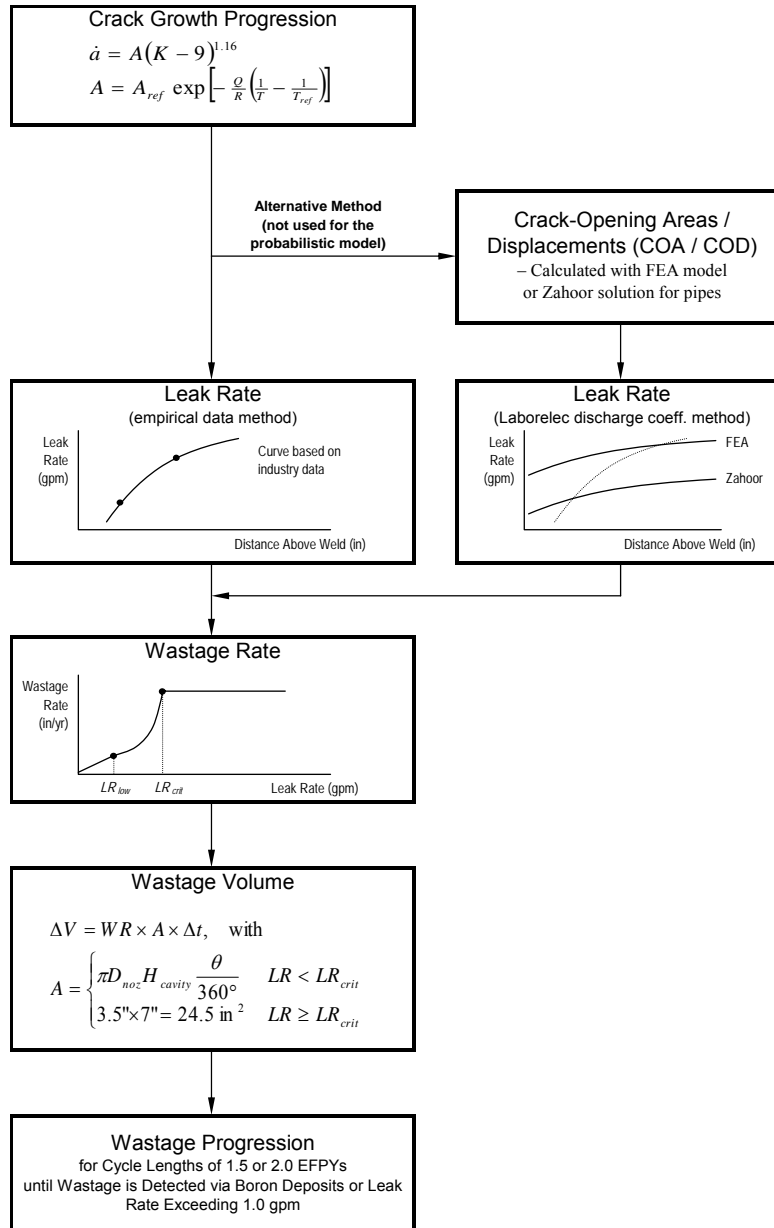 Crack Growth Progression
ȧ = A(K − 9)^1.16
A = A_ref exp[− Q/R (1/T − 1/T_ref)]
Alternative Method
(not used for the
probabilistic model)
Crack-Opening Areas /
Displacements (COA / COD)
– Calculated with FEA model
or Zahoor solution for pipes
Leak Rate
(empirical data method)
Leak
Rate
(gpm)
Curve based on
industry data
Distance Above Weld (in)
Leak Rate
(Laborelec discharge coeff. method)
Leak
Rate
(gpm)
FEA
Zahoor
Distance Above Weld (in)
Wastage Rate
Wastage
Rate
(in/yr)
LR_low LR_crit Leak Rate (gpm)
Wastage Volume
ΔV = WR × A × Δt, with
A = { πD_noz H_cavity θ/360° LR < LR_crit
3.5"×7"= 24.5 in² LR ≥ LR_crit
Wastage Progression
for Cycle Lengths of 1.5 or 2.0 EFPYs
until Wastage is Detected via Boron Deposits or Leak
Rate Exceeding 1.0 gpm